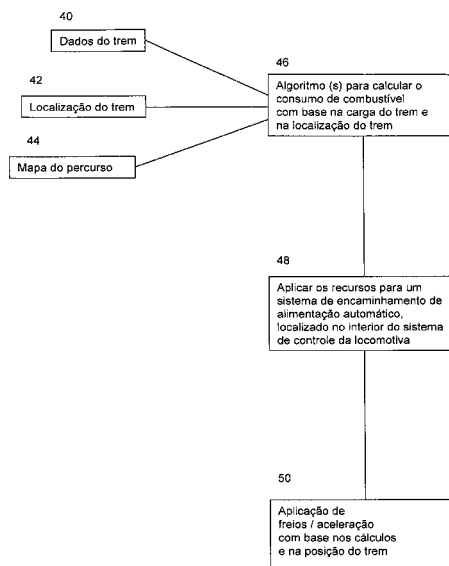 40
Dados do trem
42
Localização do trem
44
Mapa do percurso
46
Algoritmo (s) para calcular o
consumo de combustível
com base na carga do trem e
na localização do trem
48
Aplicar os recursos para um
sistema de encaminhamento de
alimentação automático,
localizado no interior do sistema
de controle da locomotiva
50
Aplicação de
freios / aceleração
com base nos cálculos
e na posição do trem